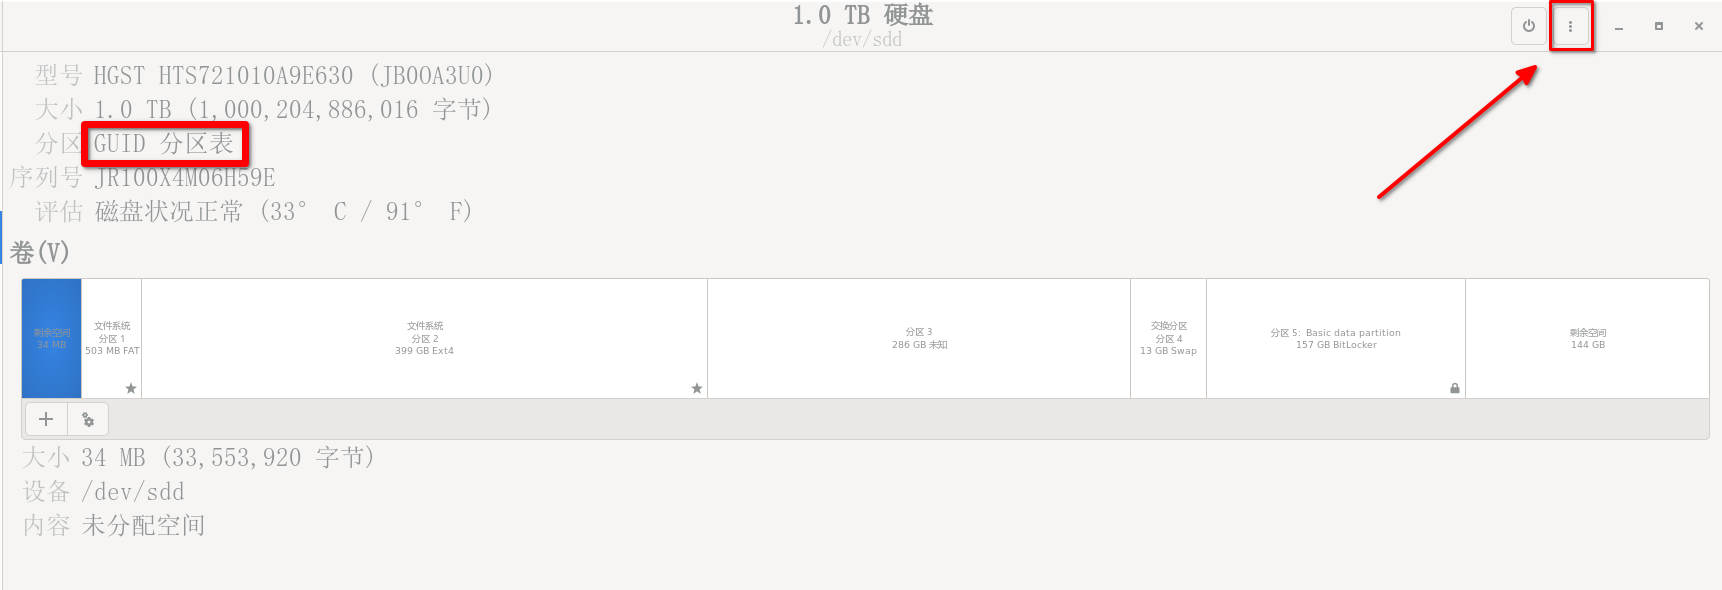 1.0 TB 硬盘
/dev/sdd
型号 HGST HTS721010A9E630 (JB0OA3U0)
大小 1.0 TB (1,000,204,886,016 字节)
分区 GUID 分区表
序列号 JR100X4M06H59E
评估 磁盘状况正常 (33° C / 91° F)
卷(V)
剩余空间
34 MB
文件系统
分区 1
503 MB FAT
文件系统
分区 2
399 GB Ext4
分区 3
286 GB 未知
交换分区
分区 4
13 GB Swap
分区 5: Basic data partition
157 GB BitLocker
剩余空间
144 GB
大小 34 MB (33,553,920 字节)
设备 /dev/sdd
内容 未分配空间